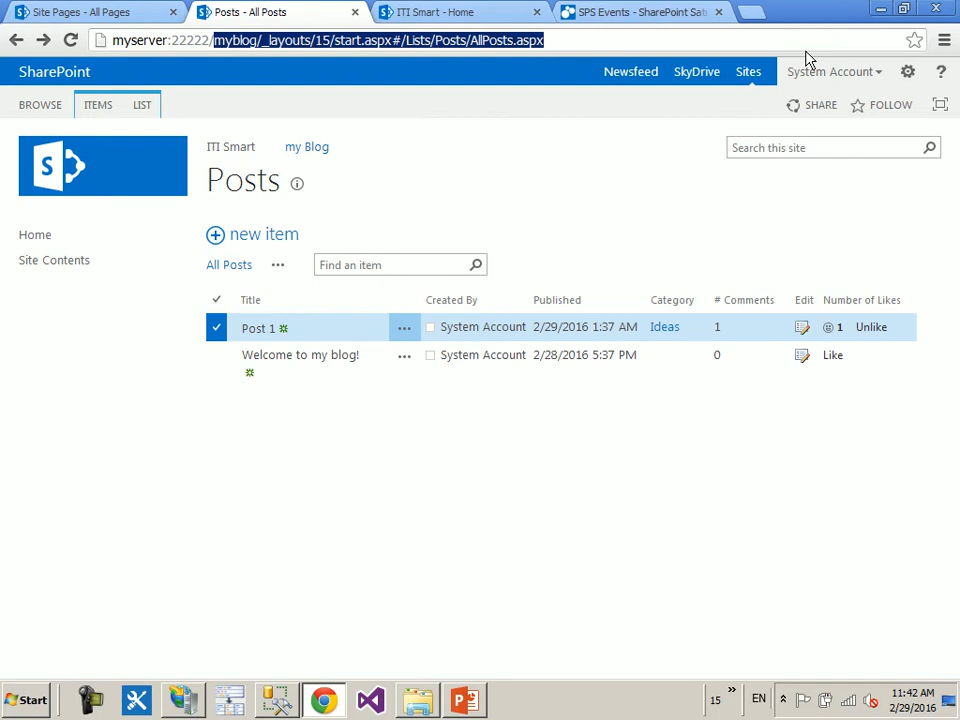 Site Pages - All Pages
Posts - All Posts
ITI Smart - Home
SPS Events - SharePoint Sat
myserver:22222/myblog/_layouts/15/start.aspx#/Lists/Posts/AllPosts.aspx
SharePoint
Newsfeed SkyDrive Sites System Account ?
BROWSE ITEMS LIST
SHARE FOLLOW
S
ITI Smart my Blog
Search this site
Posts
Home
Site Contents
new item
All Posts
Find an item
Title Created By Published Category # Comments Edit Number of Likes
Post 1 System Account 2/29/2016 1:37 AM Ideas 1 1 Unlike
Welcome to my blog! System Account 2/28/2016 5:37 PM 0 Like
Start 15 EN 11:42 AM
2/29/2016